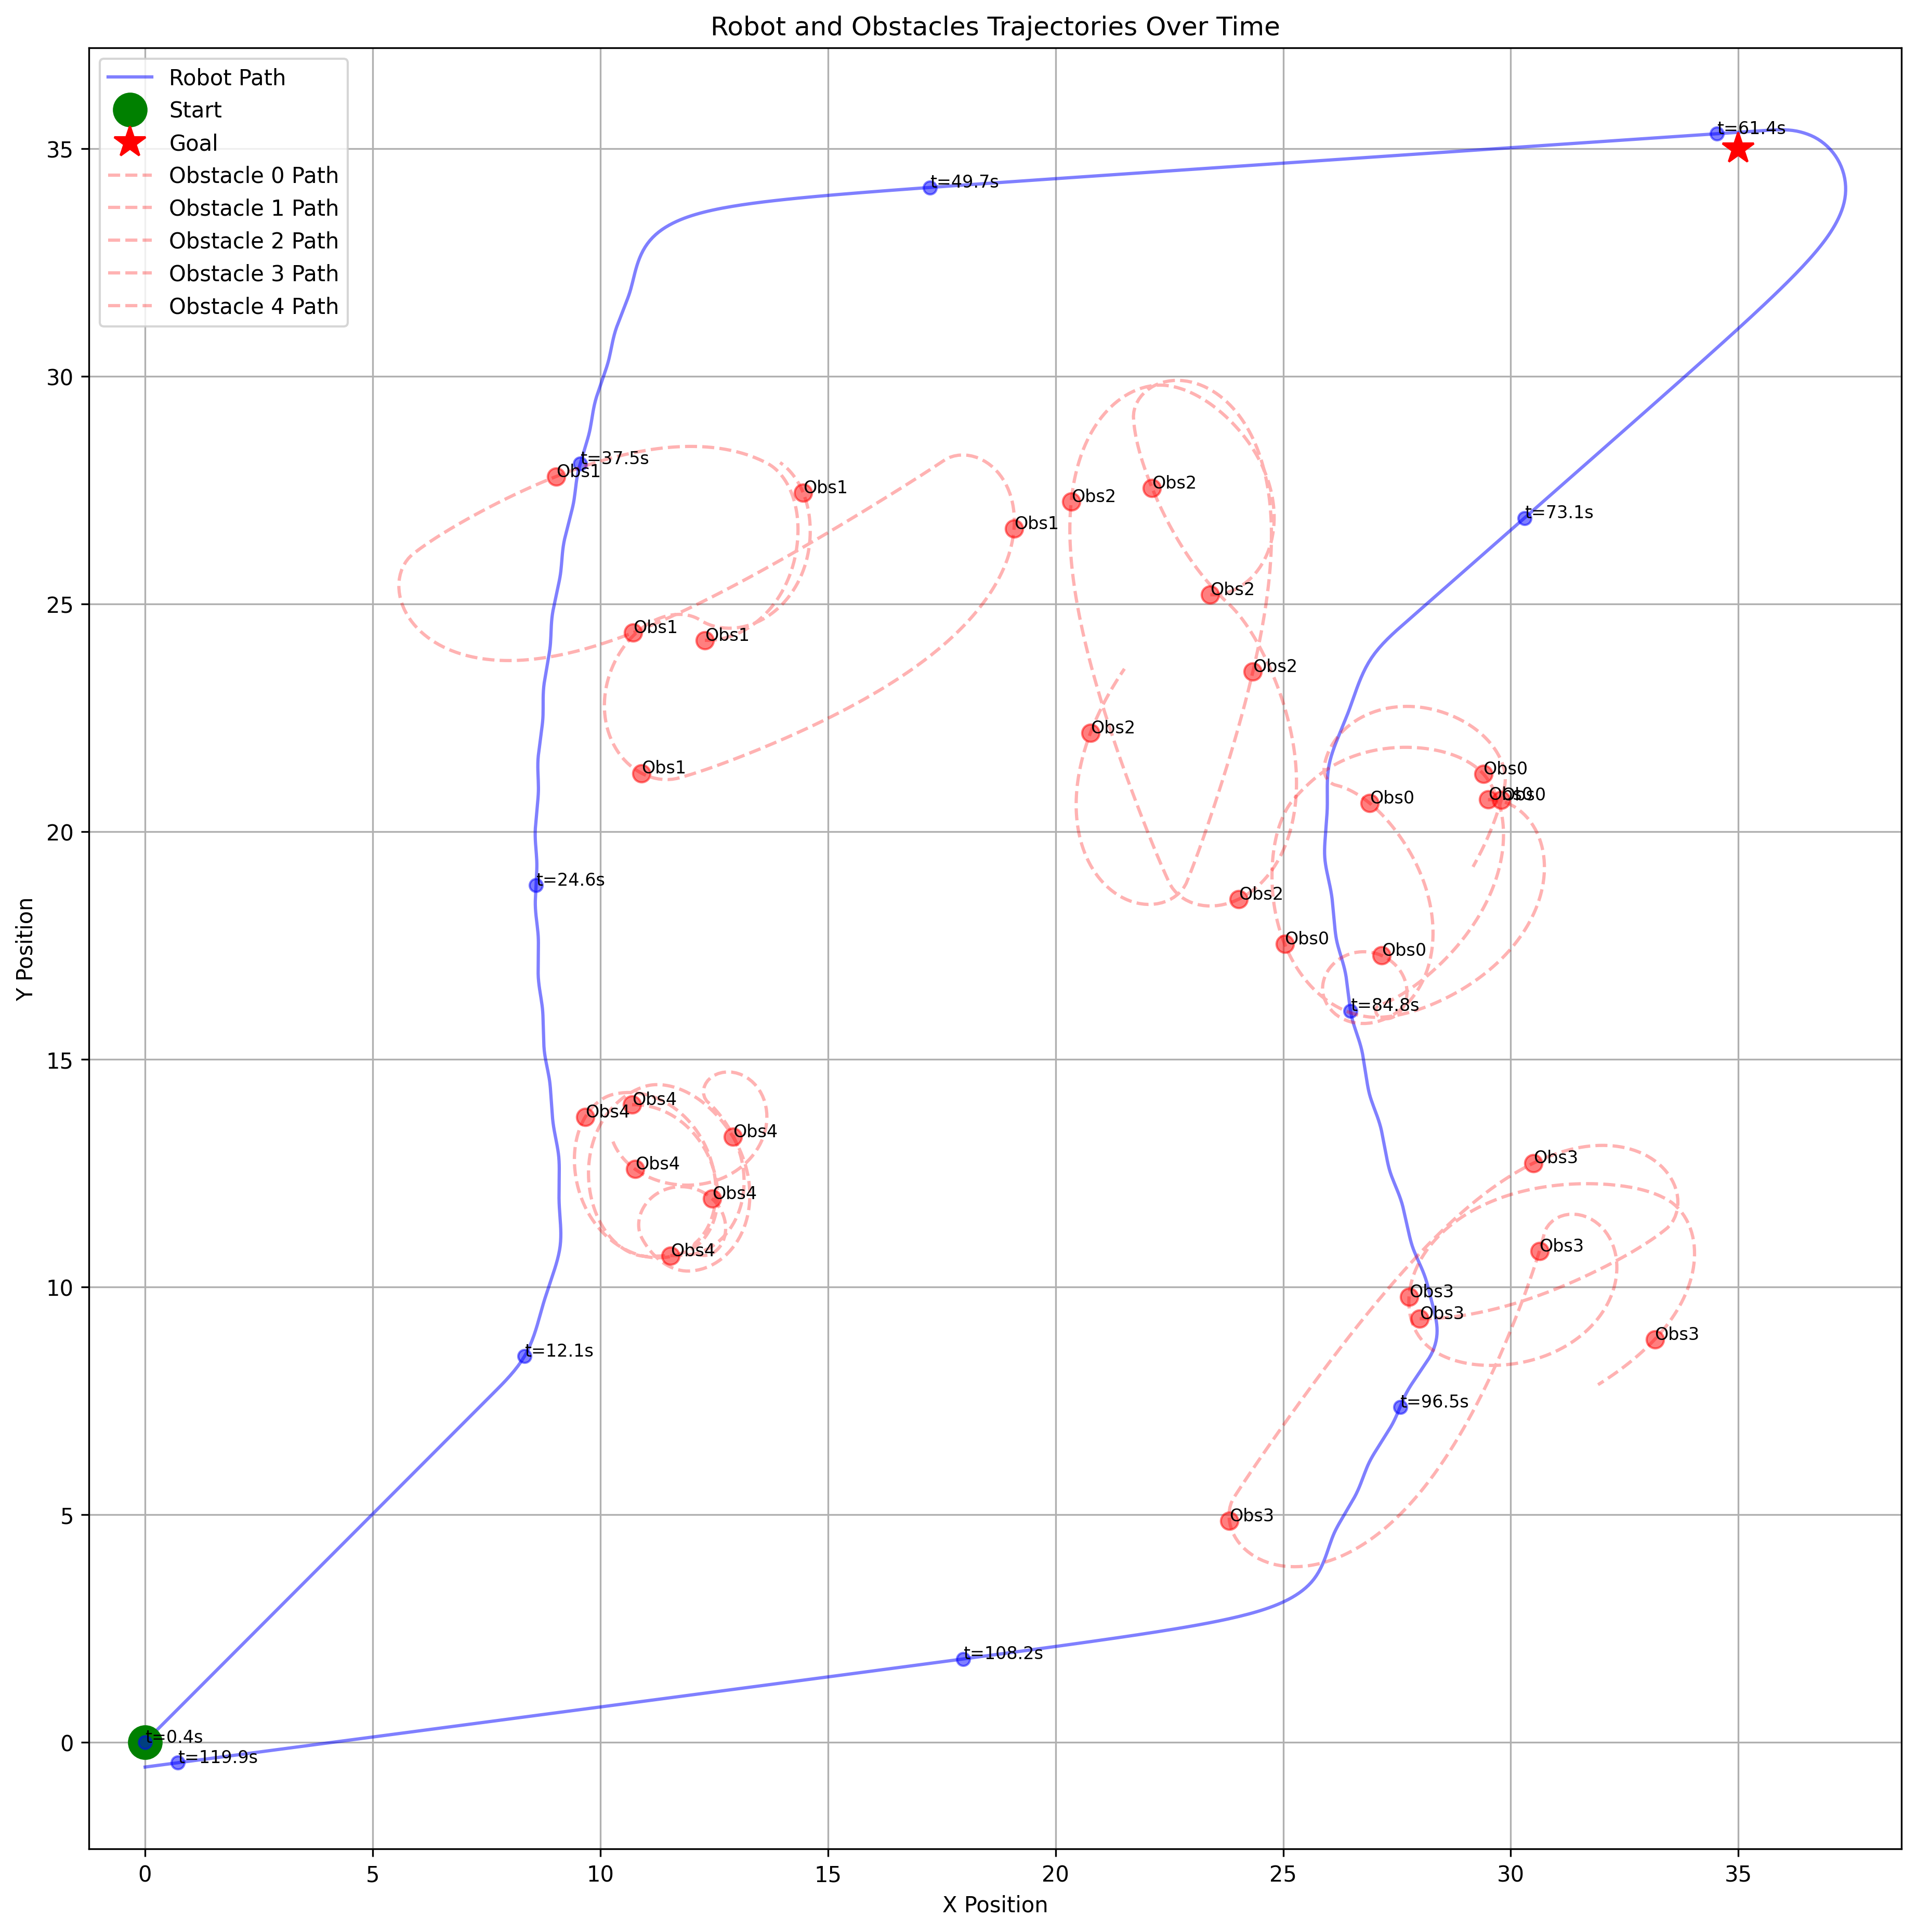 Robot and Obstacles Trajectories Over Time
Robot Path
Start
Goal
Obstacle 0 Path
Obstacle 1 Path
Obstacle 2 Path
Obstacle 3 Path
Obstacle 4 Path
t=61.4s
t=49.7s
t=37.5s
Obs1
Obs1
Obs1
Obs2
Obs2
t=73.1s
Obs2
Obs1
Obs1
Obs2
Obs2
Obs1
Obs0
Obs0
Obs0
Obs0
t=24.6s
Obs2
Obs0
Obs0
t=84.8s
Obs4
Obs4
Obs4
Obs4
Obs4
Obs4
Obs3
Obs3
Obs3
Obs3
Obs3
t=12.1s
t=96.5s
Obs3
t=108.2s
t=0.4s
t=119.9s
35
30
25
20
15
10
5
0
Y Position
0 5 10 15 20 25 30 35
X Position